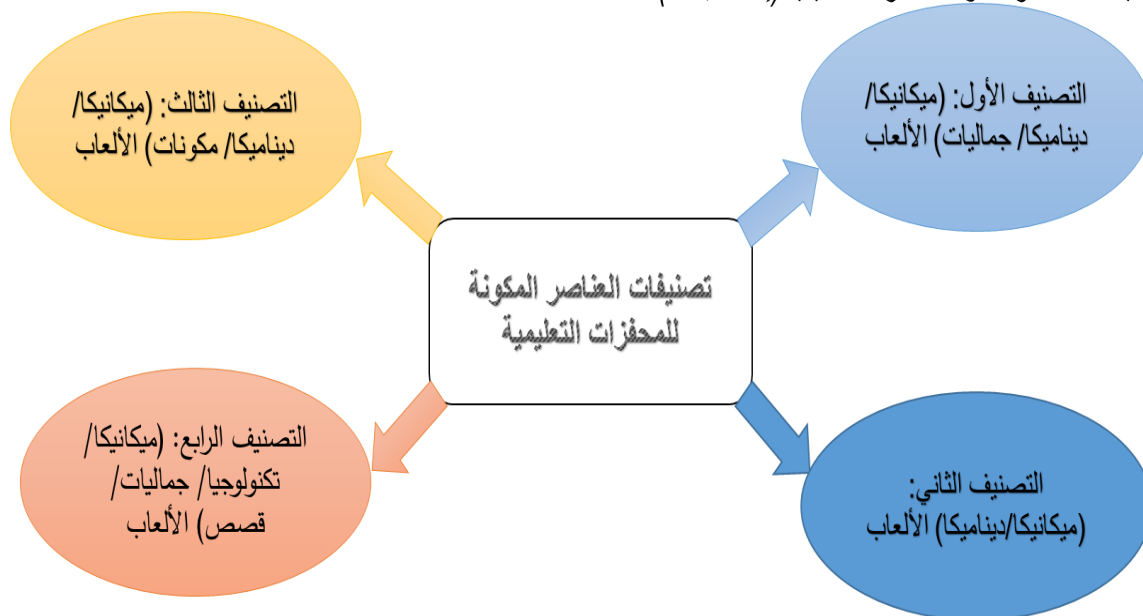 تصنيفات العناصر المكونة
للمحفزات التعليمية
التصنيف الأول: (ميكانيكا/
ديناميكا/ جماليات) الألعاب
التصنيف الثاني:
(ميكانيكا/ديناميكا) الألعاب
التصنيف الثالث: (ميكانيكا/
ديناميكا/ مكونات) الألعاب
التصنيف الرابع: (ميكانيكا/
تكنولوجيا/ جماليات/
قصص) الألعاب